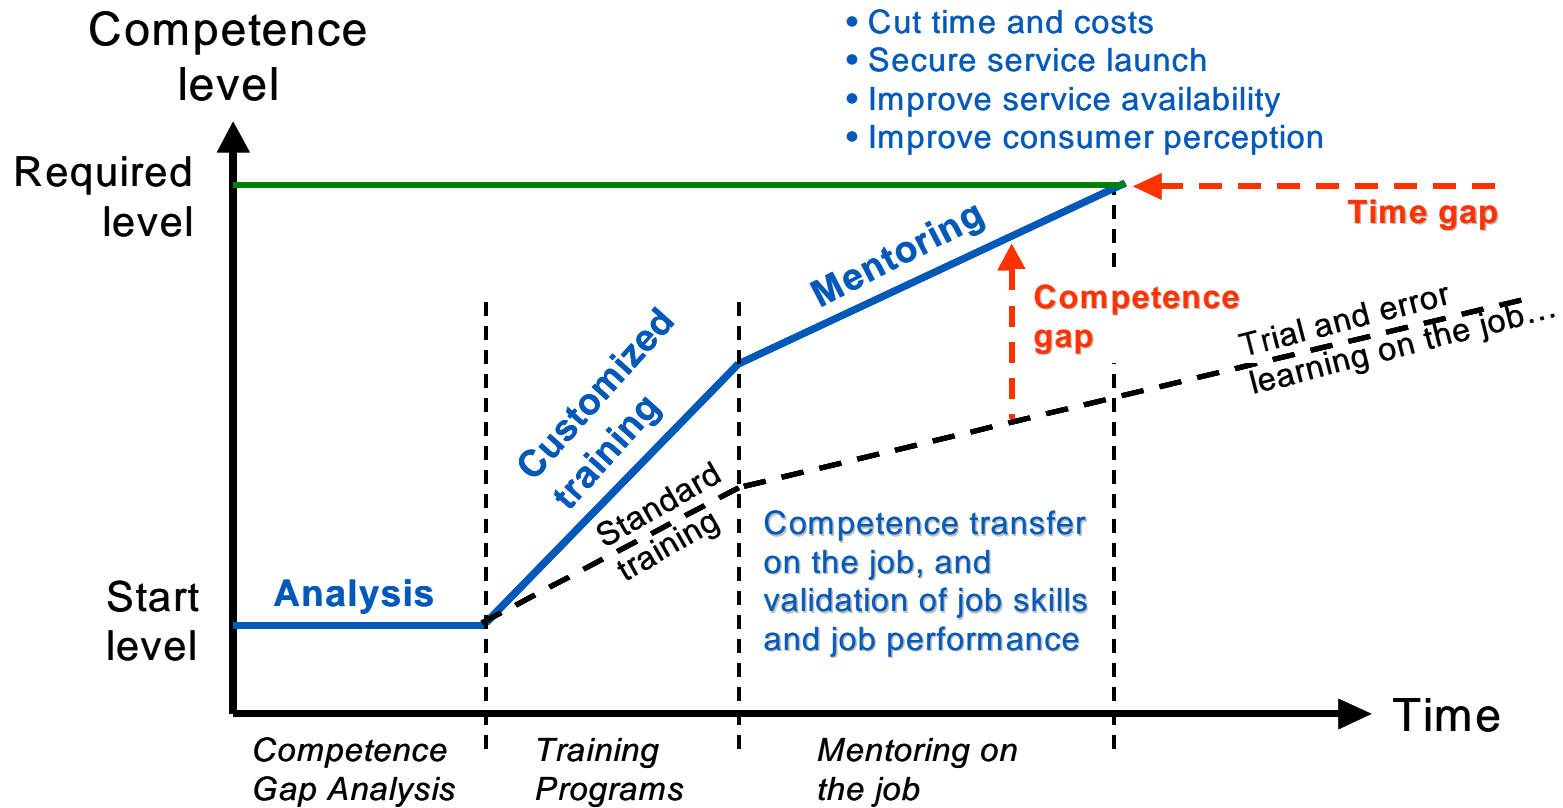 Competence
level
• Cut time and costs
• Secure service launch
• Improve service availability
• Improve consumer perception
Required
level
Time gap
Mentoring
Competence
gap
Trial and error
learning on the job...
Customized
training
Standard
training
Competence transfer
on the job, and
validation of job skills
and job performance
Start
level
Analysis
Time
Competence
Gap Analysis
Training
Programs
Mentoring on
the job